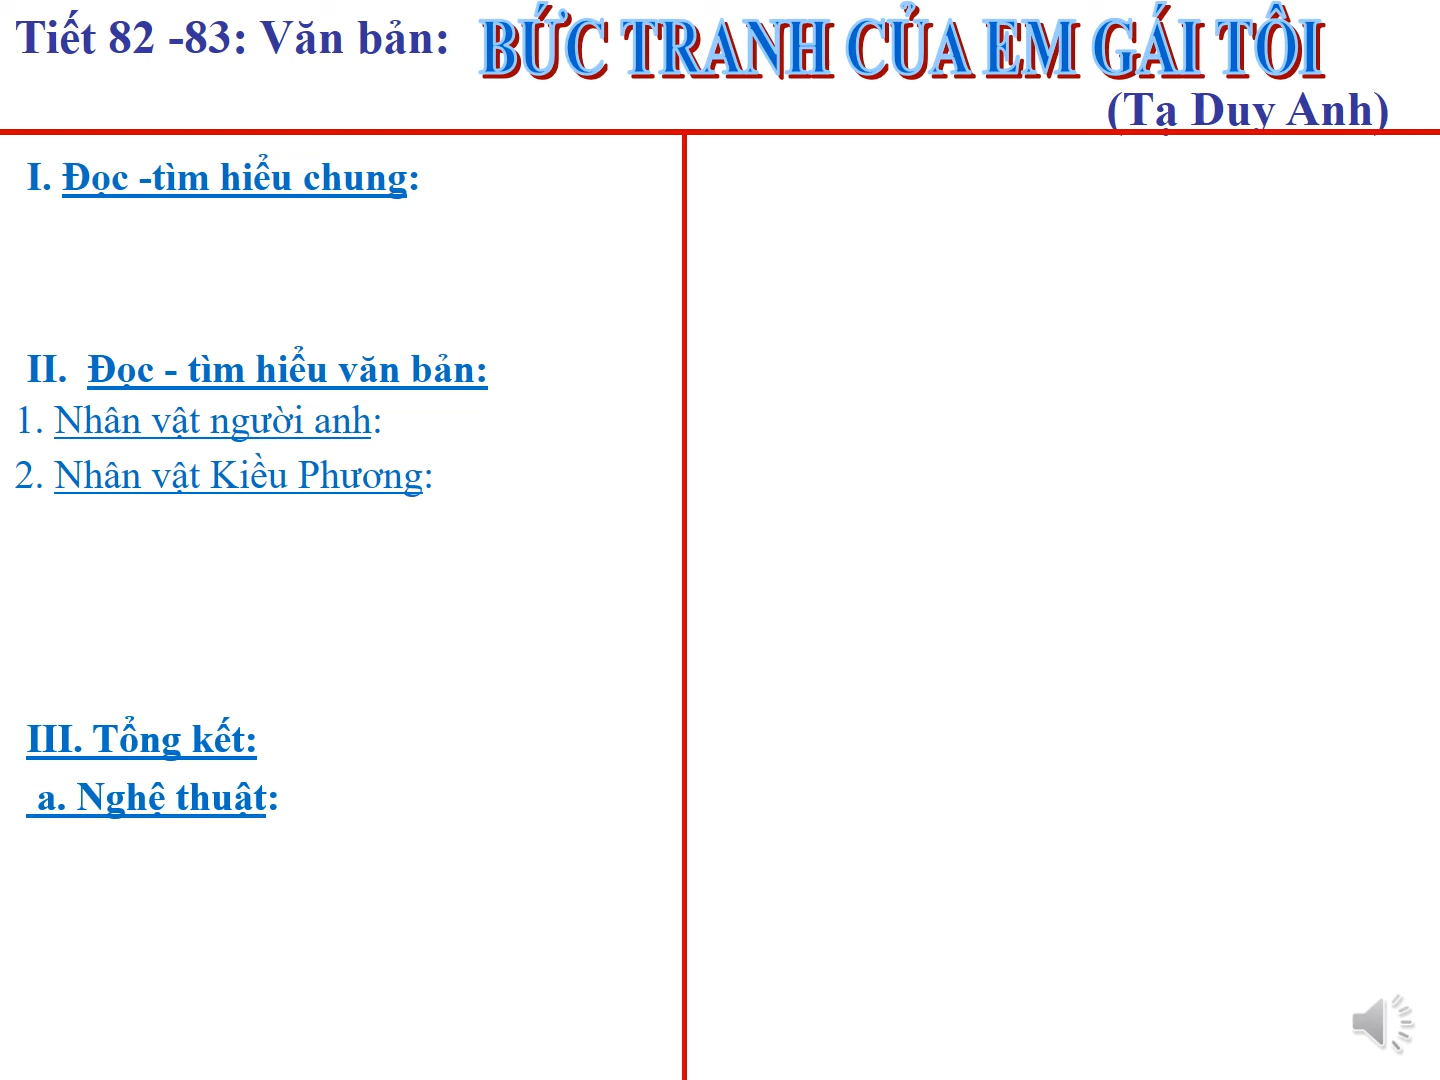 Tiết 82 -83: Văn bản: BỨC TRANH CỦA EM GÁI TÔI
(Tạ Duy Anh)
I. Đọc -tìm hiểu chung:
II. Đọc - tìm hiểu văn bản:
1. Nhân vật người anh:
2. Nhân vật Kiều Phương:
III. Tổng kết:
a. Nghệ thuật: